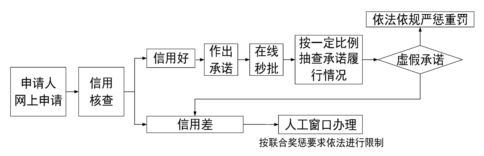 依法依规严惩重罚
申请人
网上申请
信用
核查
信用好
作出
承诺
在线
秒批
按一定比例
抽查承诺履
行情况
虚假承诺
信用差
人工窗口办理
按联合奖惩要求依法进行限制